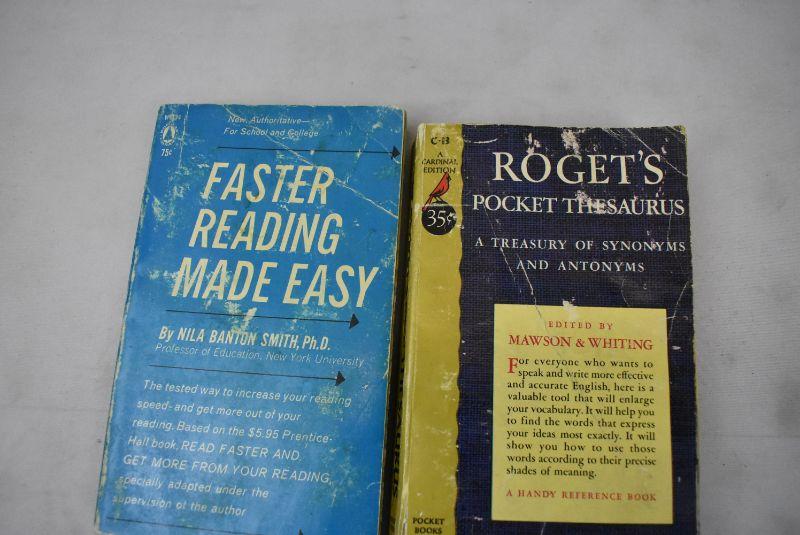 75¢
New, Authoritative—
For School and College
FASTER
READING
MADE EASY
By NILA BANTON SMITH, Ph.D.
Professor of Education, New York University
The tested way to increase your reading
speed-and get more out of your
reading. Based on the $5.95 Prentice-
Hall book, READ FASTER AND
GET MORE FROM YOUR READING,
specially adapted under the
supervision of the author
C-13
A
CARDINAL
EDITION
35¢
POCKET
BOOKS
ROGET'S
POCKET THESAURUS
A TREASURY OF SYNONYMS
AND ANTONYMS
EDITED BY
MAWSON & WHITING
For everyone who wants to
speak and write more effective
and accurate English, here is a
valuable tool that will enlarge
your vocabulary. It will help you
to find the words that express
your ideas most exactly. It will
show you how to use those
words according to their precise
shades of meaning.
A HANDY REFERENCE BOOK